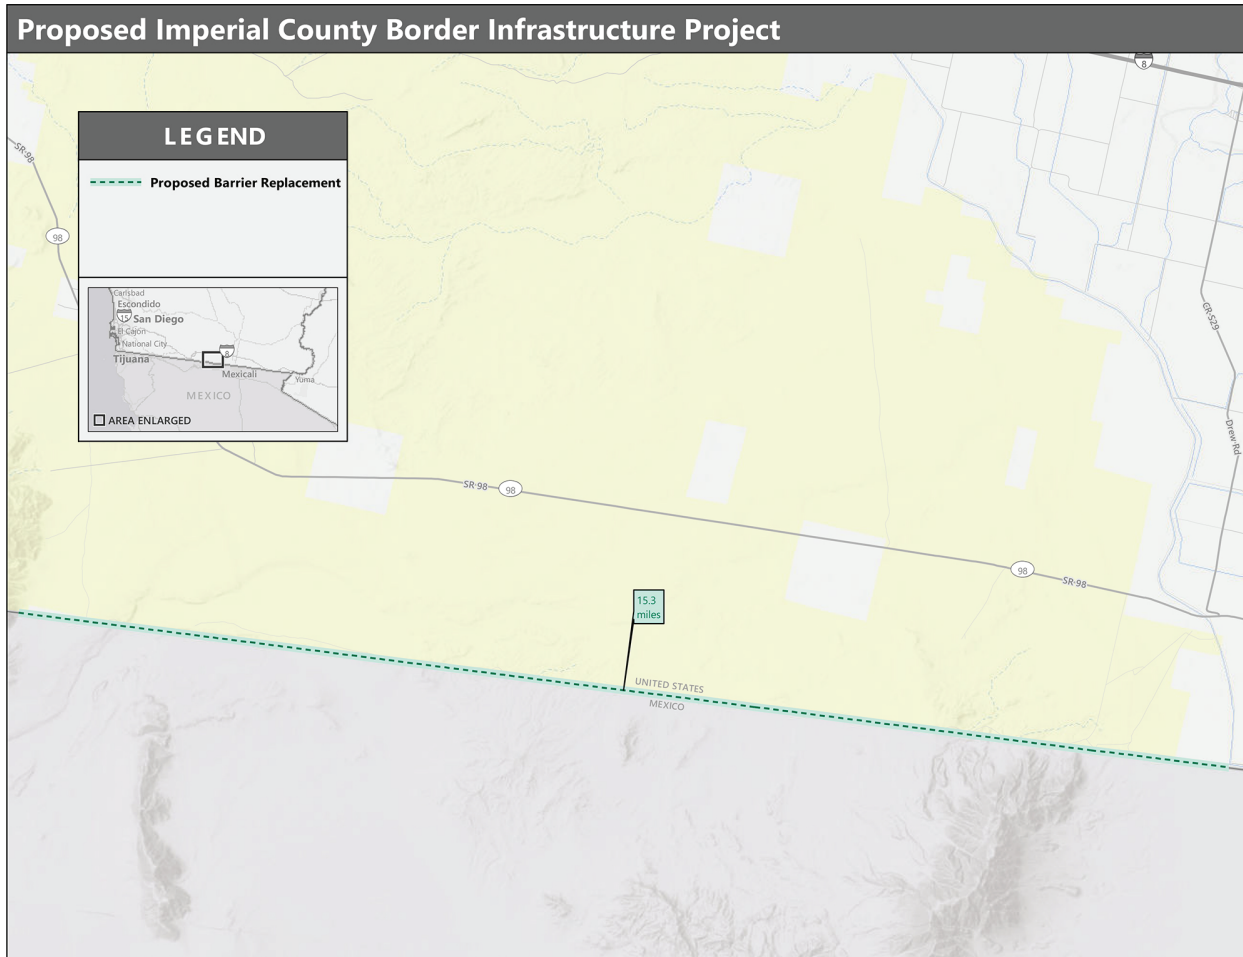 Proposed Imperial County Border Infrastructure Project
8
LEGEND
Proposed Barrier Replacement
SR-98
98
Carlsbad
Escondido
15
San Diego
El Cajon
National City
8
Tijuana
Mexicali
Yuma
MEXICO
AREA ENLARGED
CR-S29
Drew Rd
SR-98
98
98
SR-98
15.3
miles
UNITED STATES
MEXICO